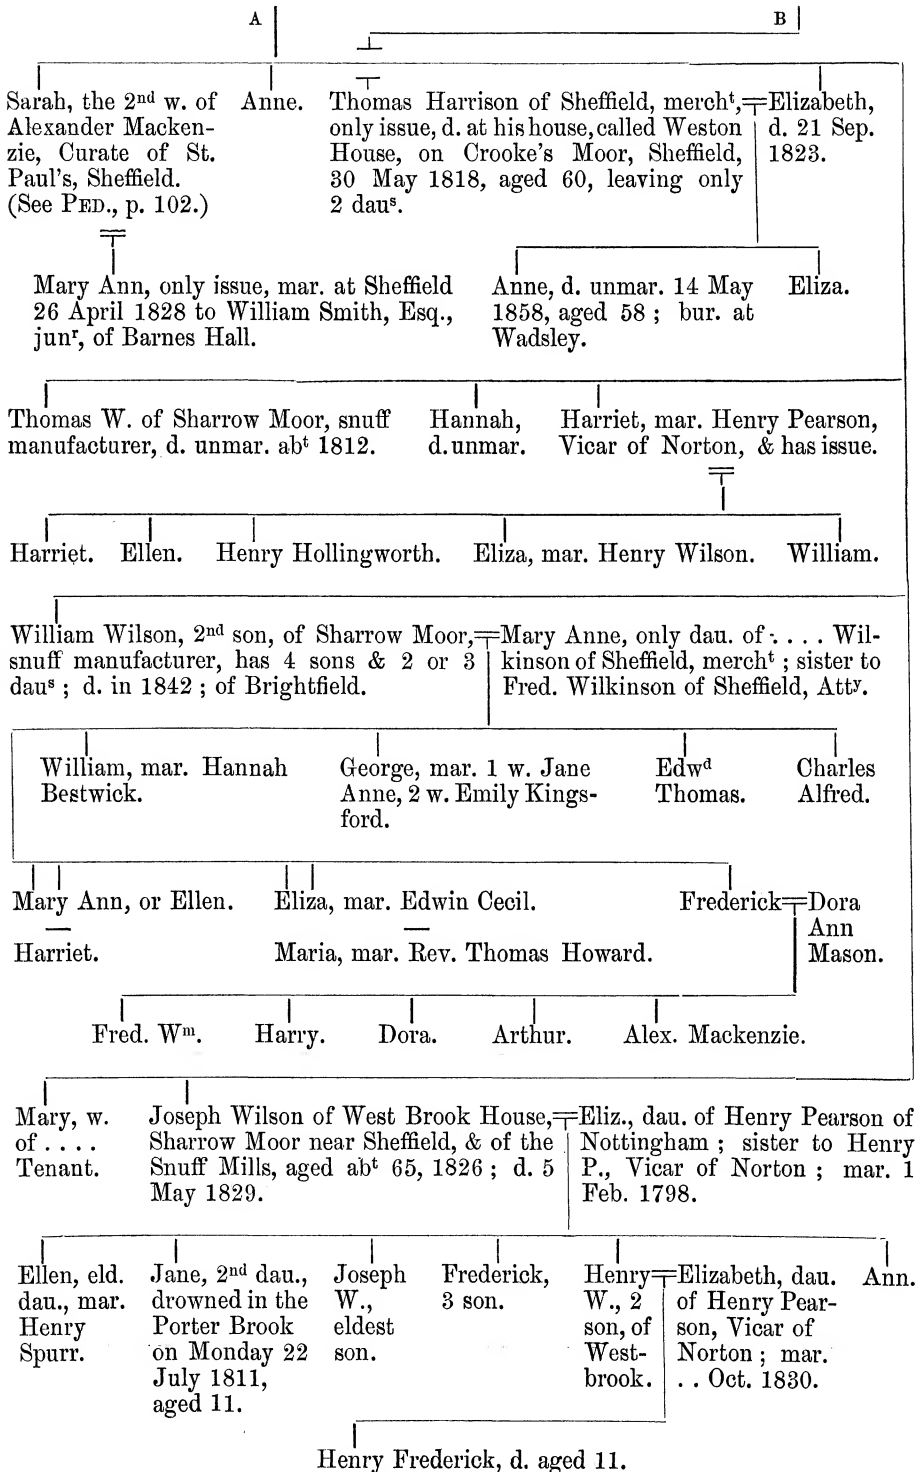 A B
Sarah, the 2nd w. of
Alexander Macken-
zie, Curate of St.
Paul's, Sheffield.
(See PED., p. 102.)
Anne.
Thomas Harrison of Sheffield, mercht,
only issue, d. at his house, called Weston
House, on Crooke's Moor, Sheffield,
30 May 1818, aged 60, leaving only
2 daus.
Elizabeth,
d. 21 Sep.
1823.
Mary Ann, only issue, mar. at Sheffield
26 April 1828 to William Smith, Esq.,
junr, of Barnes Hall.
Anne, d. unmar. 14 May
1858, aged 58 ; bur. at
Wadsley.
Eliza.
Thomas W. of Sharrow Moor, snuff
manufacturer, d. unmar. abt 1812.
Hannah,
d. unmar.
Harriet, mar. Henry Pearson,
Vicar of Norton, & has issue.
Harriet. Ellen. Henry Hollingworth. Eliza, mar. Henry Wilson. William.
William Wilson, 2nd son, of Sharrow Moor,
snuff manufacturer, has 4 sons & 2 or 3
daus ; d. in 1842 ; of Brightfield.
Mary Anne, only dau. of . . . . Wil-
kinson of Sheffield, mercht ; sister to
Fred. Wilkinson of Sheffield, Atty.
William, mar. Hannah
Bestwick.
George, mar. 1 w. Jane
Anne, 2 w. Emily Kings-
ford.
Edwd
Thomas.
Charles
Alfred.
Mary Ann, or Ellen.
Harriet.
Eliza, mar. Edwin Cecil.
Maria, mar. Rev. Thomas Howard.
Frederick
Dora
Ann
Mason.
Fred. Wm. Harry. Dora. Arthur. Alex. Mackenzie.
Mary, w.
of . . . .
Tenant.
Joseph Wilson of West Brook House,
Sharrow Moor near Sheffield, & of the
Snuff Mills, aged abt 65, 1826 ; d. 5
May 1829.
Eliz., dau. of Henry Pearson of
Nottingham ; sister to Henry
P., Vicar of Norton ; mar. 1
Feb. 1798.
Ellen, eld.
dau., mar.
Henry
Spurr.
Jane, 2nd dau.,
drowned in the
Porter Brook
on Monday 22
July 1811,
aged 11.
Joseph
W.,
eldest
son.
Frederick,
3 son.
Henry
W., 2
son, of
West-
brook.
Elizabeth, dau.
of Henry Pear-
son, Vicar of
Norton ; mar.
. . Oct. 1830.
Ann.
Henry Frederick, d. aged 11.